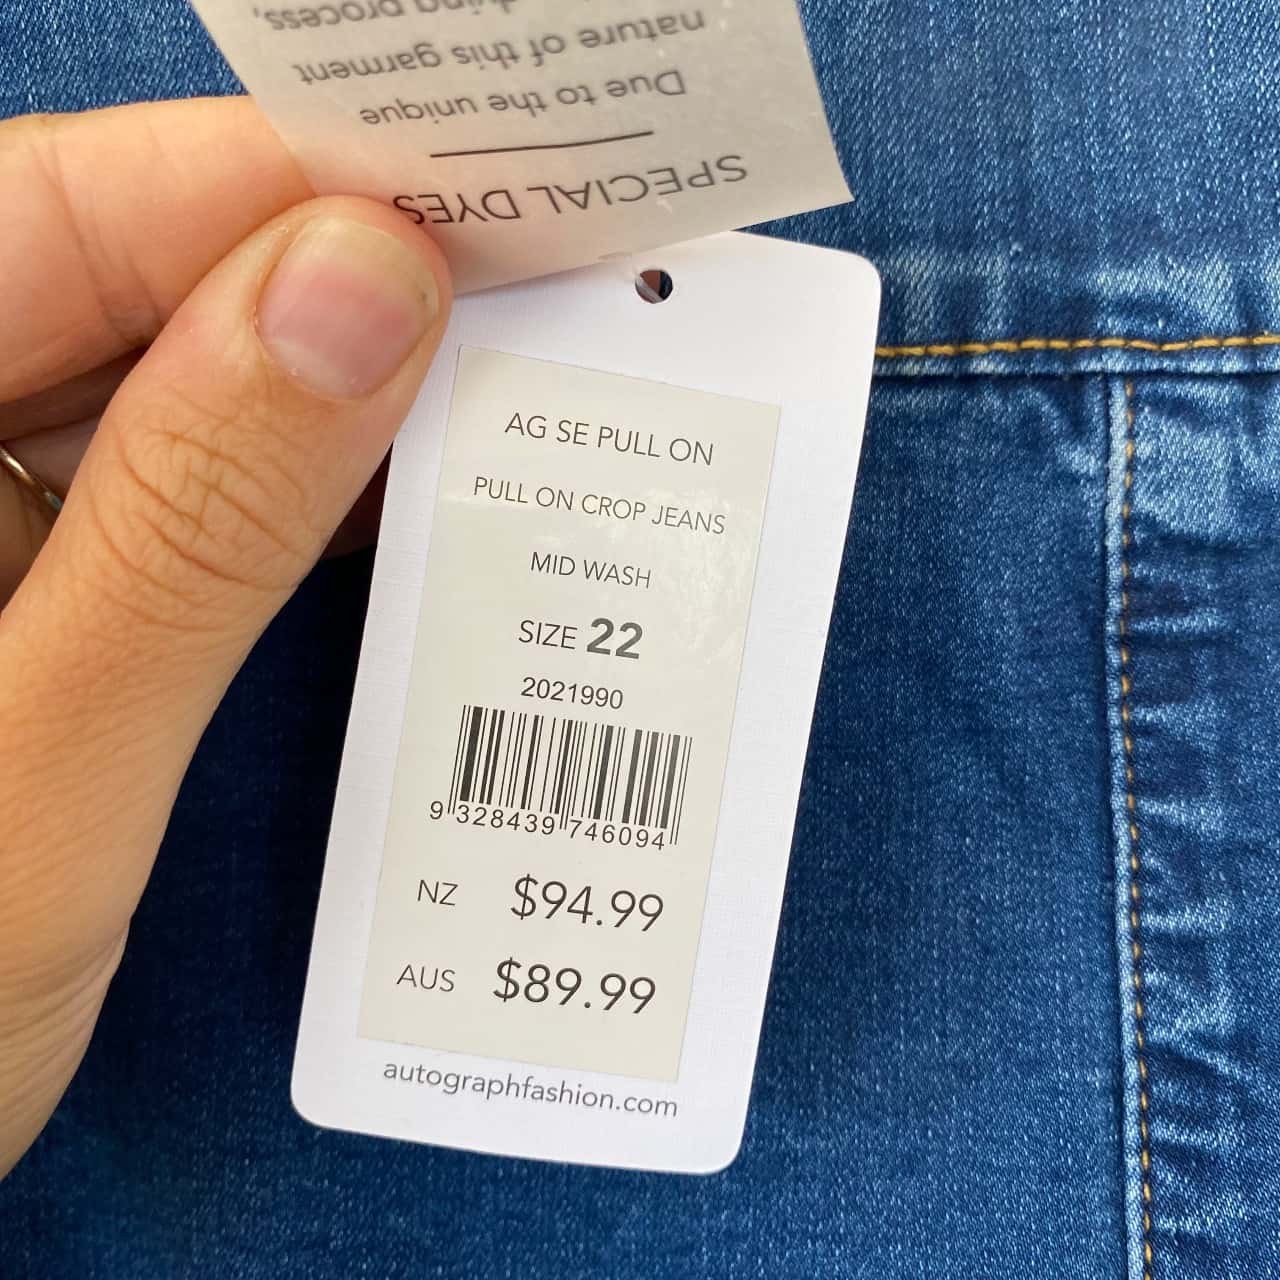 SPECIAL DYES
Due to the unique
nature of this garment
process,
AG SE PULL ON
PULL ON CROP JEANS
MID WASH
SIZE 22
2021990
9 328439 746094
NZ $94.99
AUS $89.99
autographfashion.com